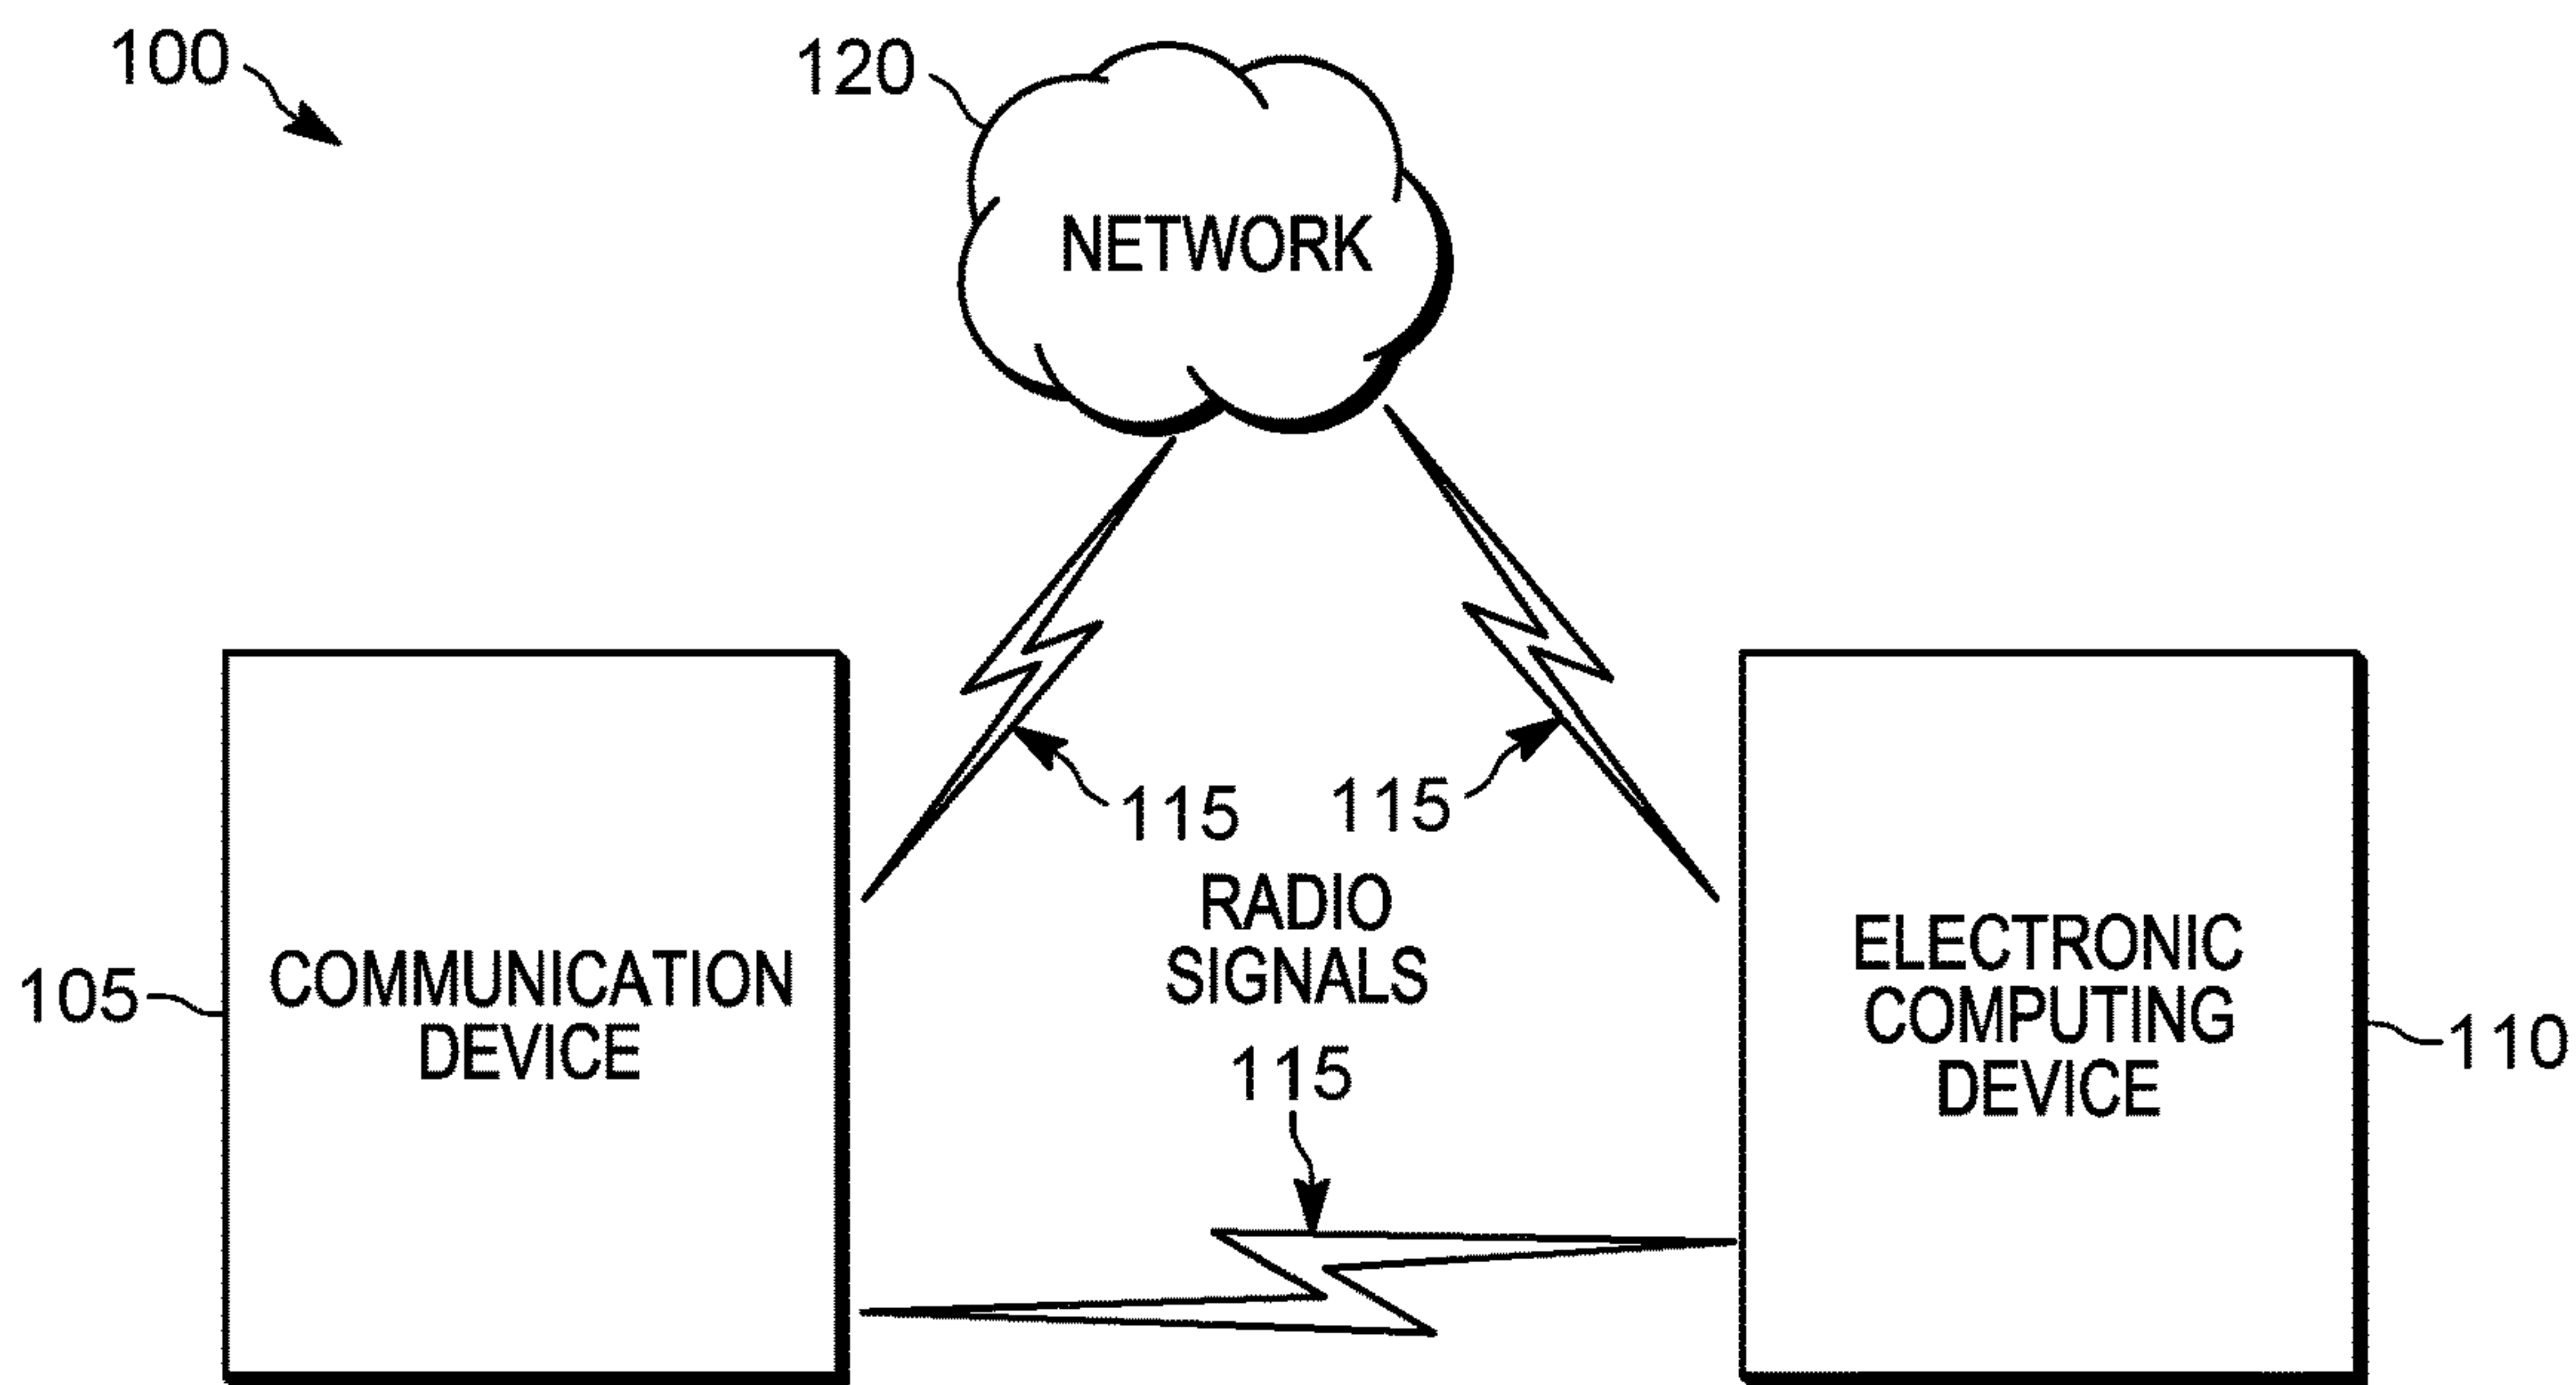 100
120
NETWORK
115
115
RADIO
SIGNALS
115
105
COMMUNICATION
DEVICE
ELECTRONIC
COMPUTING
DEVICE
110